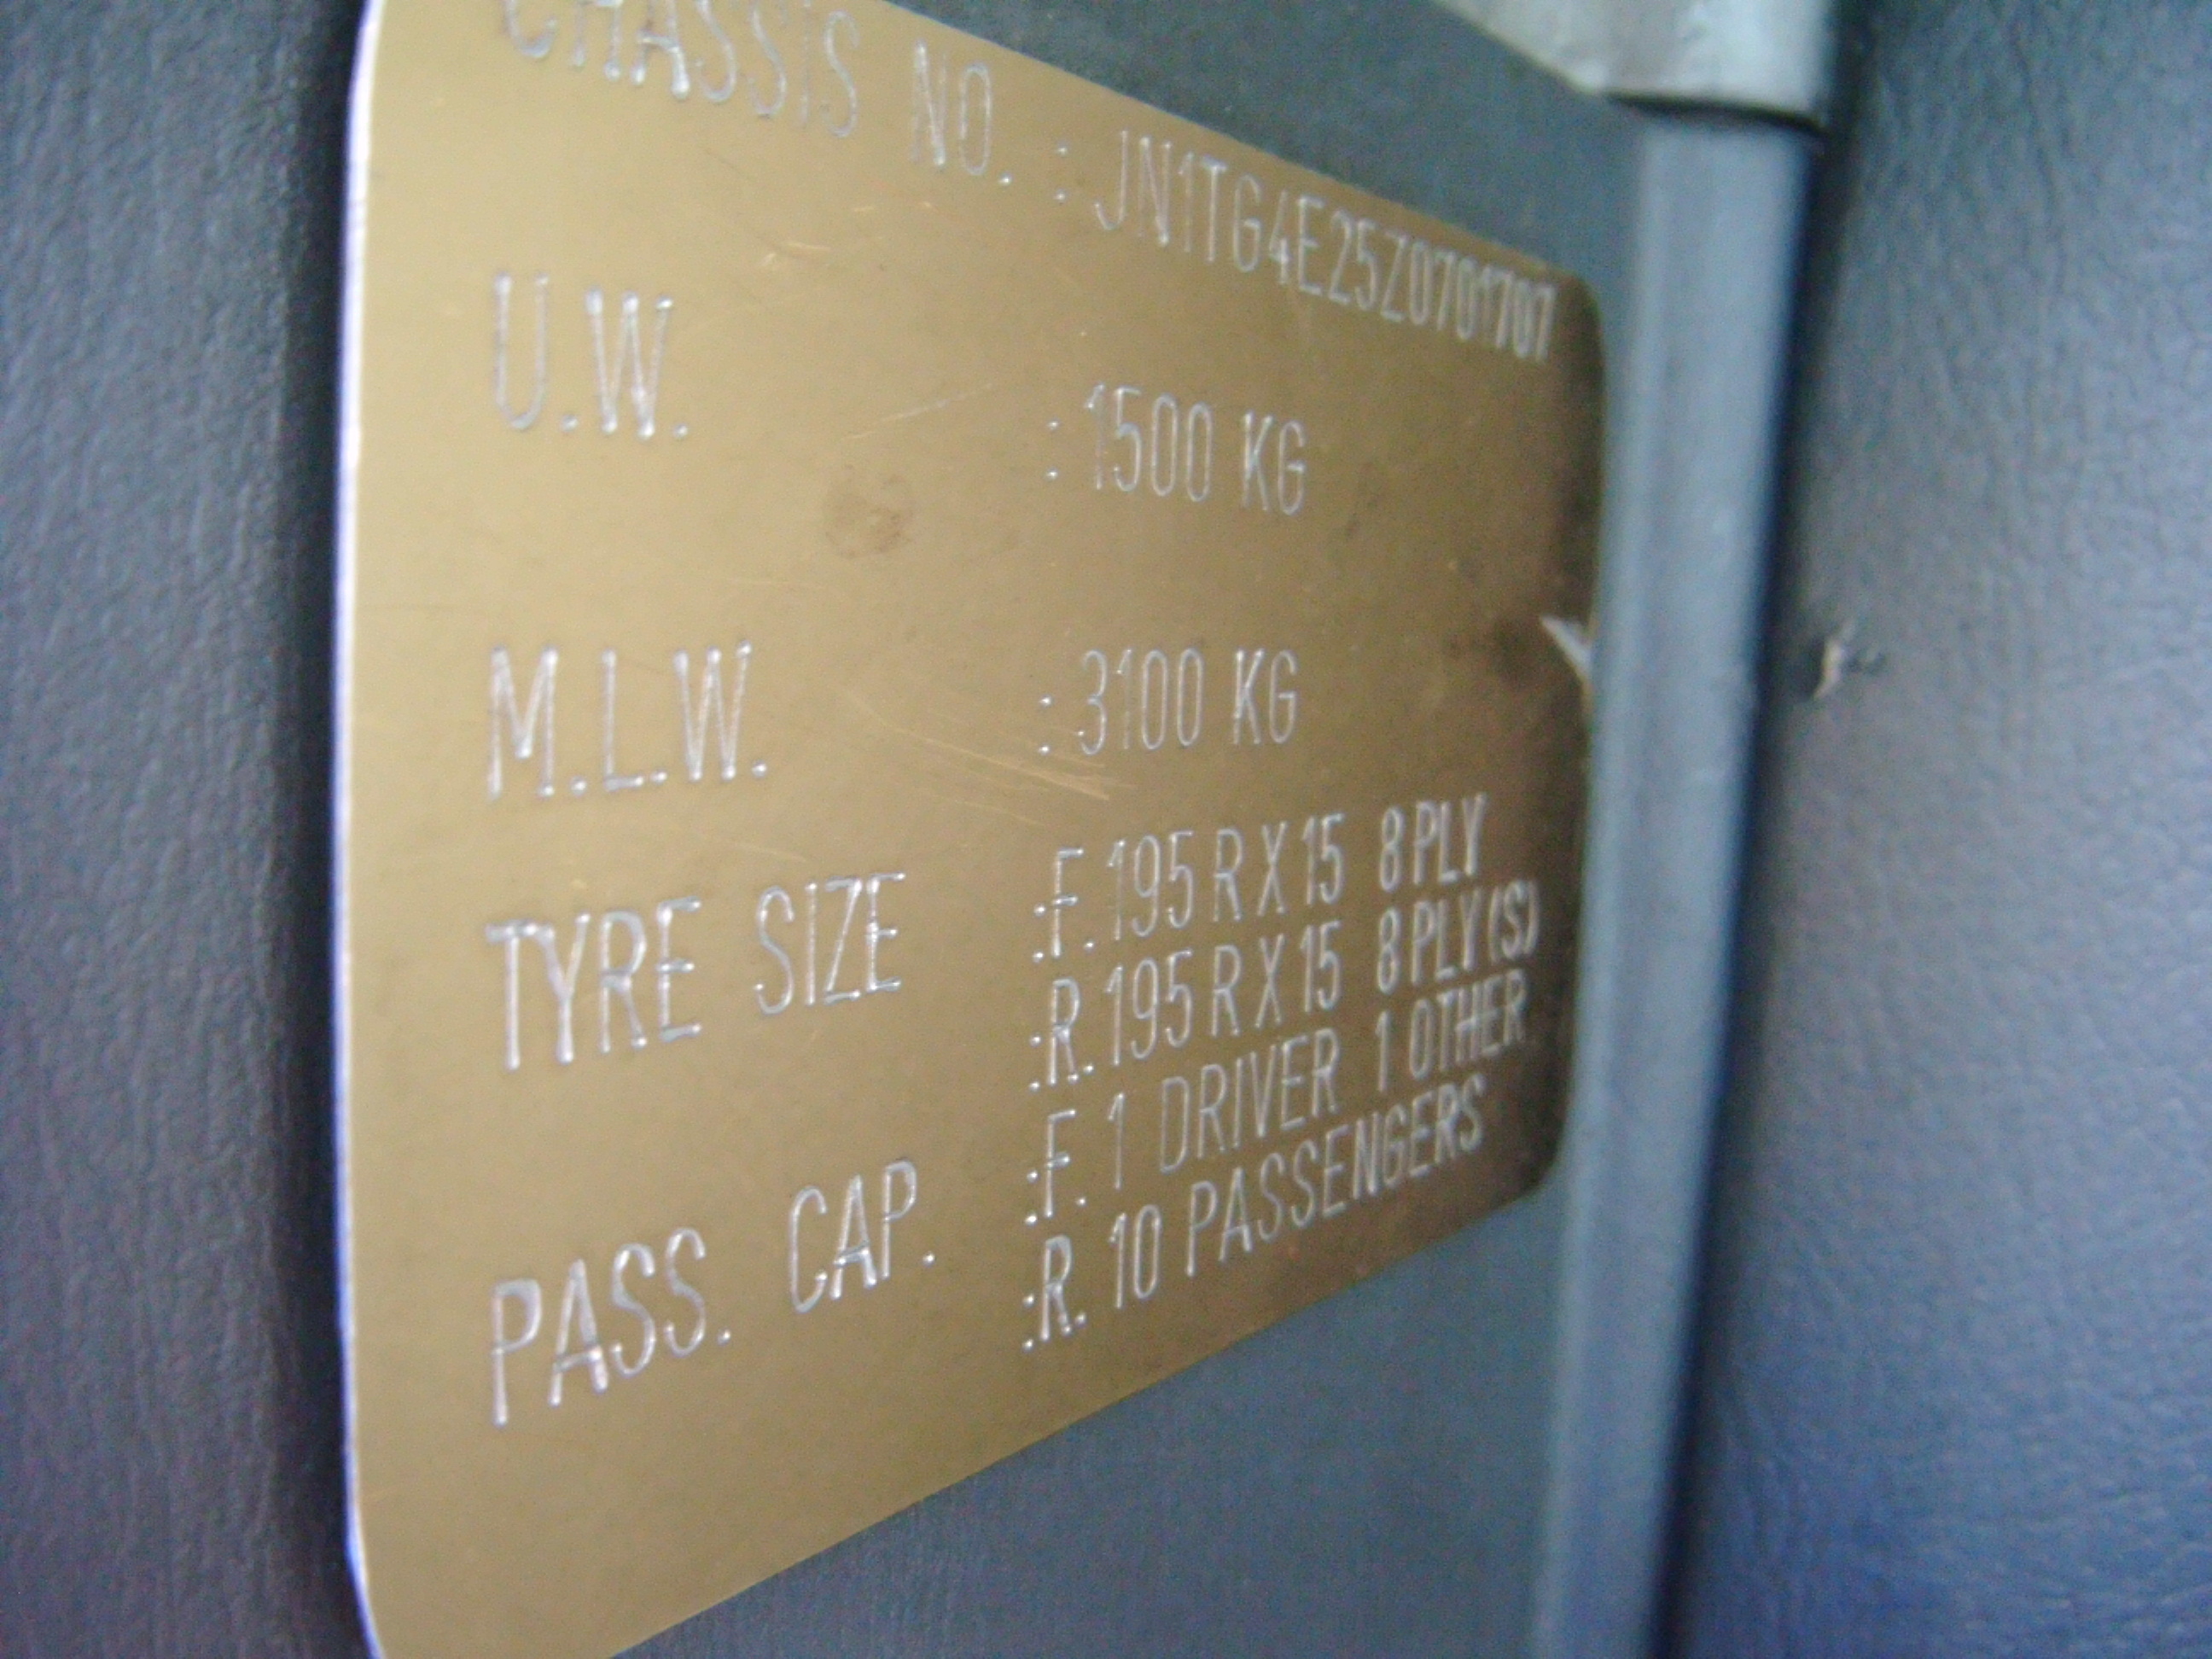 CHASSIS NO. : JN1TG4E25Z0701707
U.W. : 1500 KG
M.L.W. : 3100 KG
TYRE SIZE :F. 195 R X 15 8 PLY
:R. 195 R X 15 8 PLY (S)
PASS. CAP. :F. 1 DRIVER 1 OTHER
:R. 10 PASSENGERS